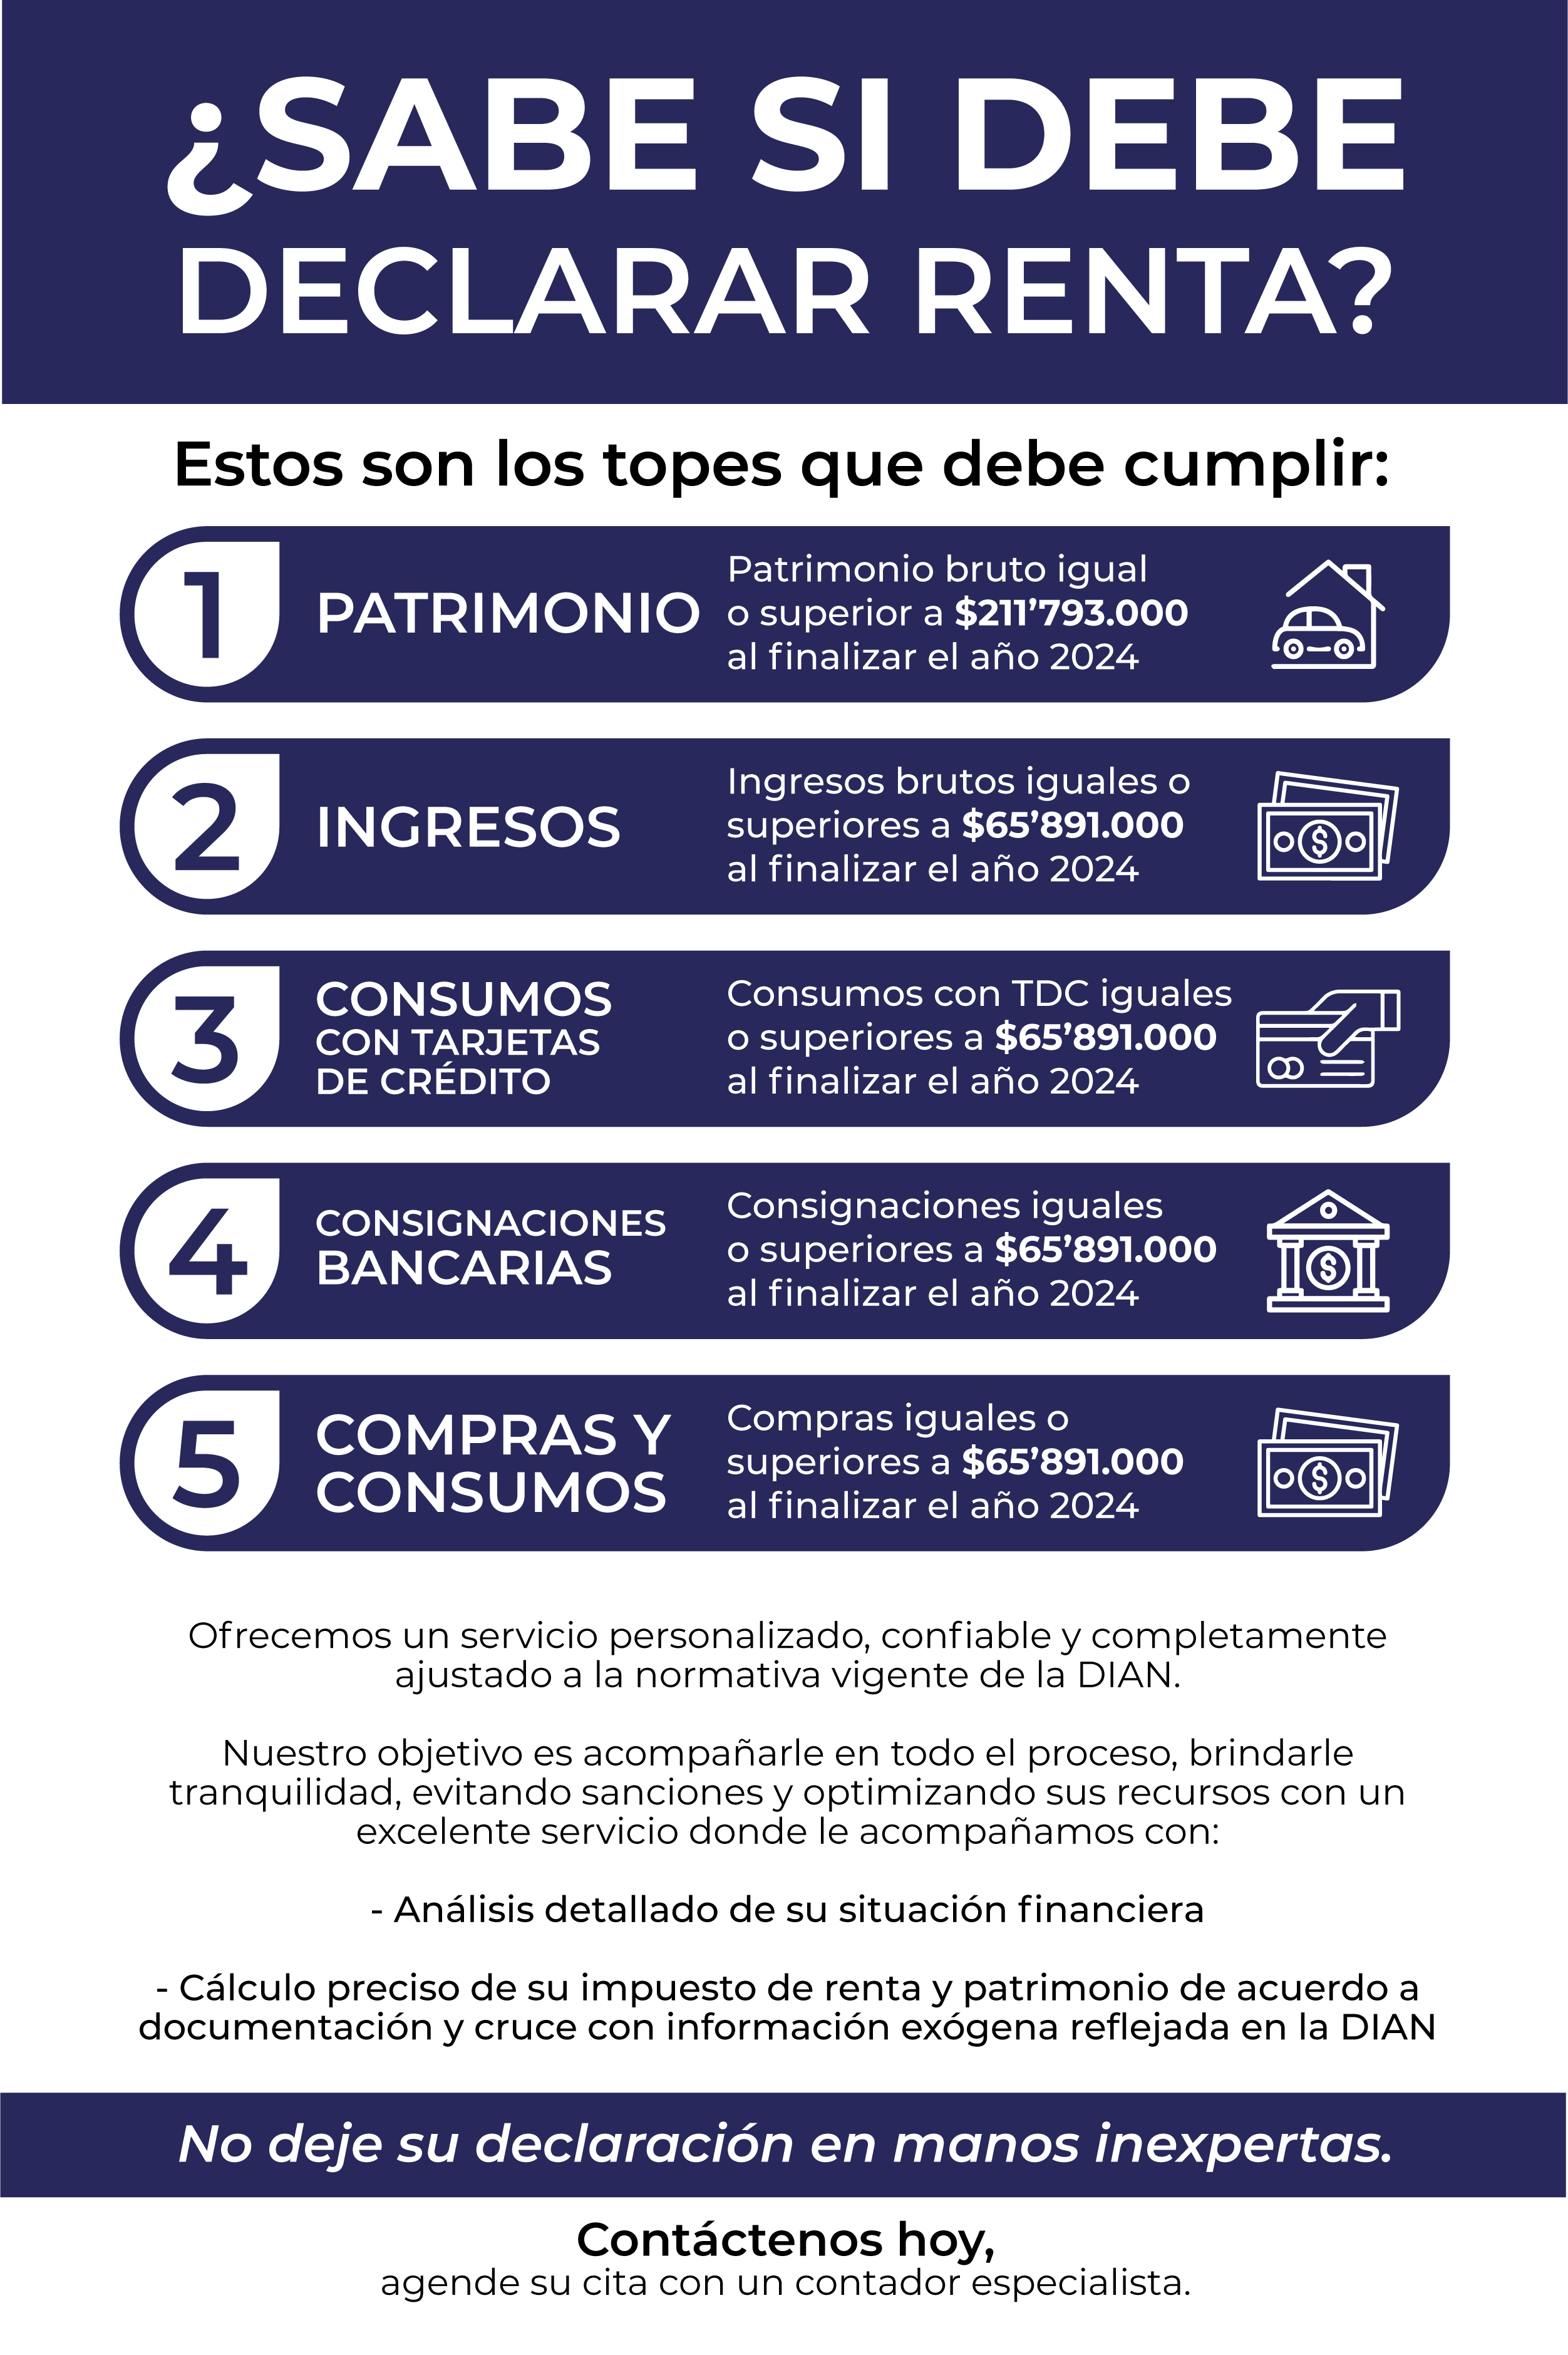 ¿SABE SI DEBE
DECLARAR RENTA?
Estos son los topes que debe cumplir:
1
PATRIMONIO
Patrimonio bruto igual
o superior a $211’793.000
al finalizar el año 2024
2
INGRESOS
Ingresos brutos iguales o
superiores a $65’891.000
al finalizar el año 2024
3
CONSUMOS
CON TARJETAS
DE CRÉDITO
Consumos con TDC iguales
o superiores a $65’891.000
al finalizar el año 2024
4
CONSIGNACIONES
BANCARIAS
Consignaciones iguales
o superiores a $65’891.000
al finalizar el año 2024
5
COMPRAS Y
CONSUMOS
Compras iguales o
superiores a $65’891.000
al finalizar el año 2024
Ofrecemos un servicio personalizado, confiable y completamente
ajustado a la normativa vigente de la DIAN.
Nuestro objetivo es acompañarle en todo el proceso, brindarle
tranquilidad, evitando sanciones y optimizando sus recursos con un
excelente servicio donde le acompañamos con:
- Análisis detallado de su situación financiera
- Cálculo preciso de su impuesto de renta y patrimonio de acuerdo a
documentación y cruce con información exógena reflejada en la DIAN
No deje su declaración en manos inexpertas.
Contáctenos hoy,
agende su cita con un contador especialista.